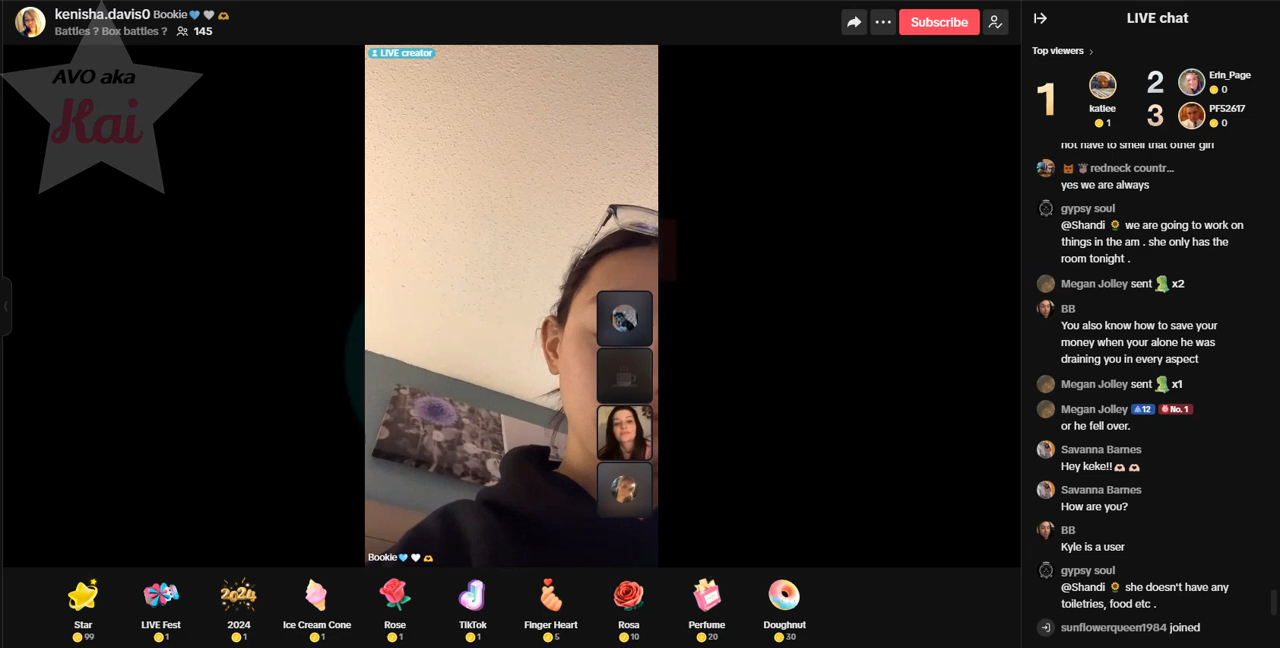 kenisha.davis0 Bookie💙🤍🫶
Battles ? Box battles ? 145
Subscribe
AVO aka
Kai
LIVE creator
Bookie💙🤍🫶
Star
99
LIVE Fest
1
2024
2024
1
Ice Cream Cone
1
Rose
1
TikTok
1
Finger Heart
5
Rosa
10
Perfume
20
Doughnut
30
LIVE chat
Top viewers
1
katiee
1
2
Erin_Page
0
3
PF52617
0
not have to smell that other girl
redneck countr...
yes we are always
gypsy soul
@Shandi 🌻 we are going to work on
things in the am . she only has the
room tonight .
Megan Jolley sent x2
BB
You also know how to save your
money when your alone he was
draining you in every aspect
Megan Jolley sent x1
Megan Jolley 12 No. 1
or he fell over.
Savanna Barnes
Hey keke!!🫶🏻🫶🏻
Savanna Barnes
How are you?
BB
Kyle is a user
gypsy soul
@Shandi 🌻 she doesn't have any
toiletries, food etc .
sunflowerqueen1984 joined